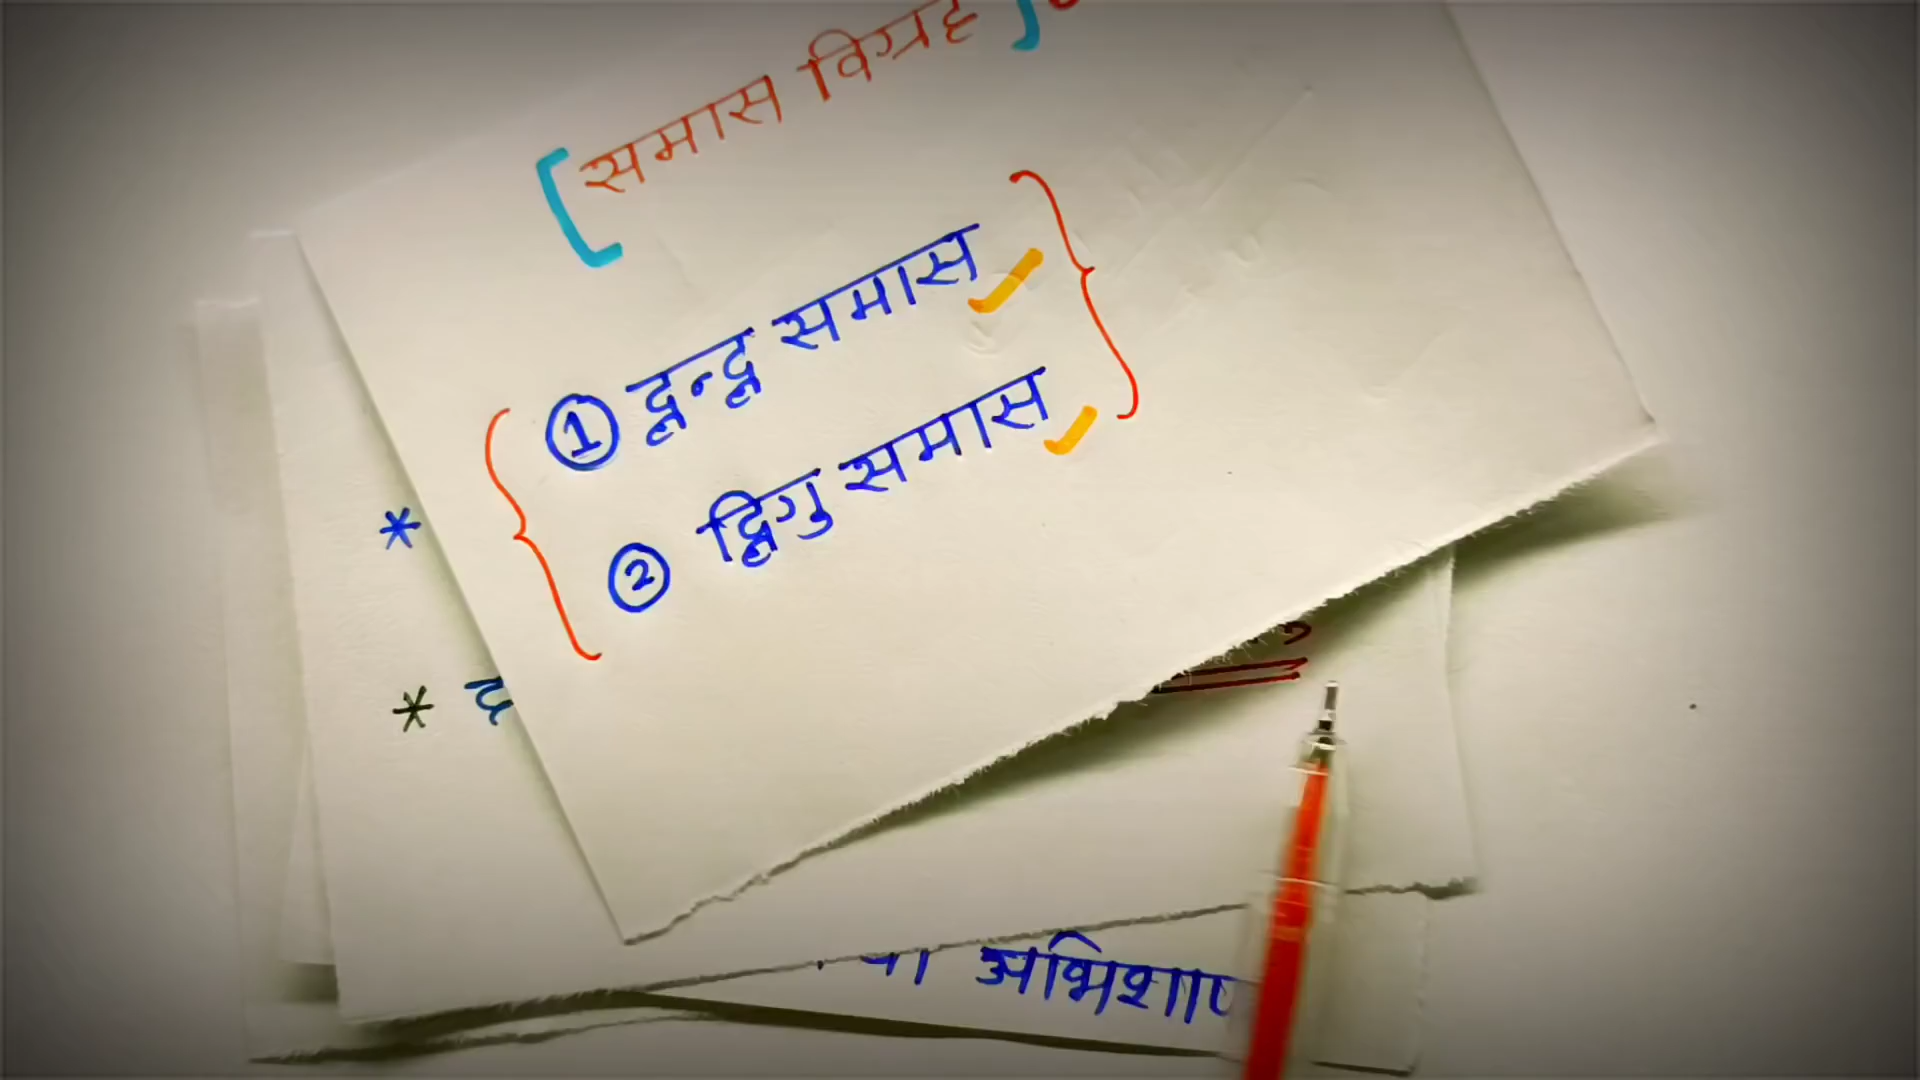 [समास विग्रह]
① द्वन्द्व समास
② द्विगु समास
*
* द
अभिशाप